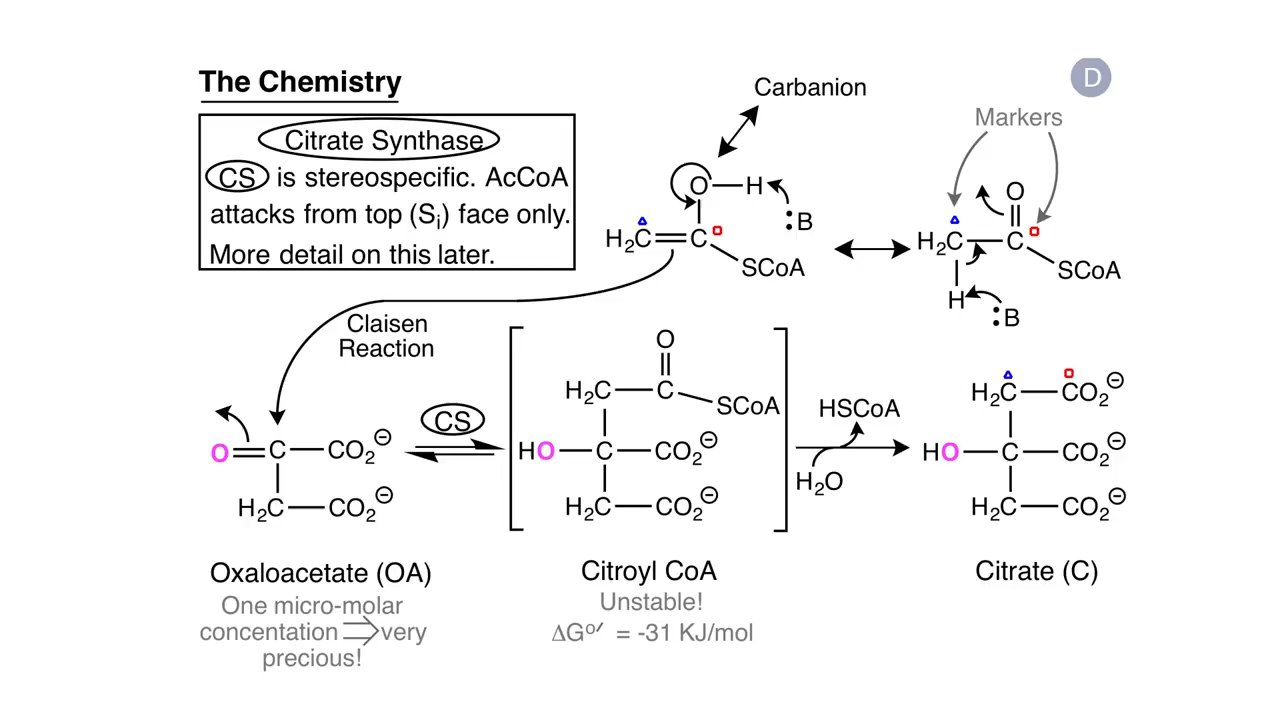 The Chemistry
Citrate Synthase
CS is stereospecific. AcCoA
attacks from top (Si) face only.
More detail on this later.
Carbanion
D
Markers
O—H
:B
H2C=C
SCoA
O
H2C—C
SCoA
H
:B
Claisen
Reaction
O=C—CO2⊖
H2C—CO2⊖
CS
O
H2C—C
SCoA
HO—C—CO2⊖
H2C—CO2⊖
HSCoA
H2O
H2C—CO2⊖
HO—C—CO2⊖
H2C—CO2⊖
Oxaloacetate (OA)
One micro-molar
concentation ⇒ very
precious!
Citroyl CoA
Unstable!
ΔGo′ = -31 KJ/mol
Citrate (C)